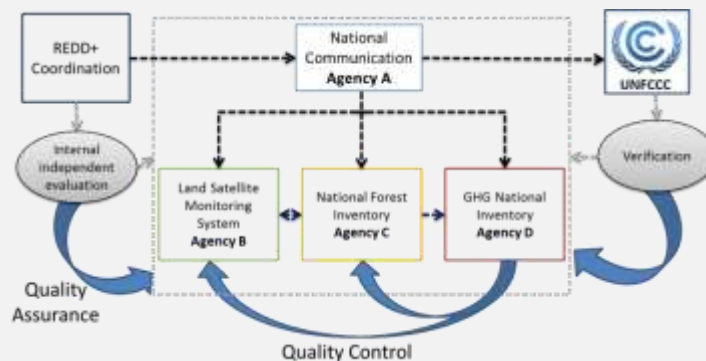 REDD+
Coordination
National
Communication
Agency A
UNFCCC
Internal
independent
evaluation
Verification
Land Satellite
Monitoring
System
Agency B
National Forest
Inventory
Agency C
GHG National
Inventory
Agency D
Quality
Assurance
Quality Control